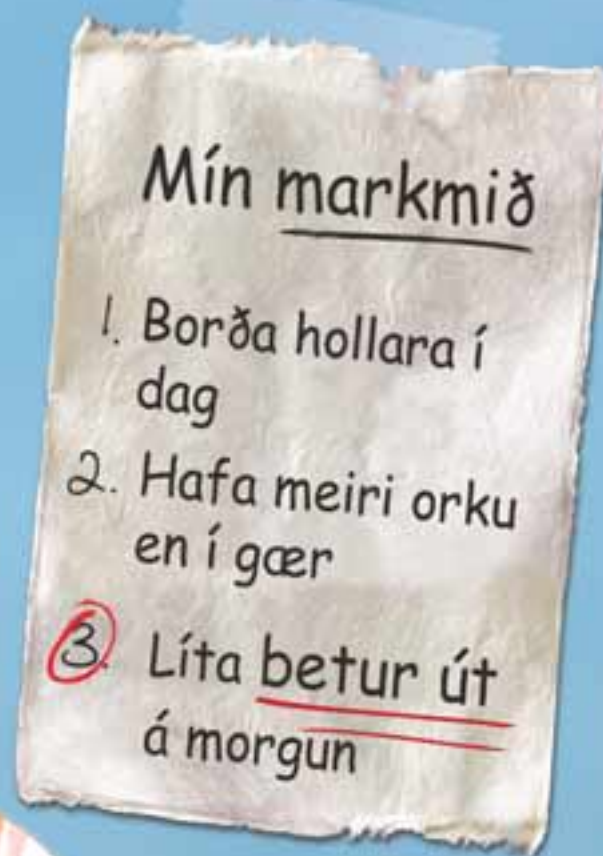 Mín markmið
1. Borða hollara í
dag
2. Hafa meiri orku
en í gær
3. Líta betur út
á morgun